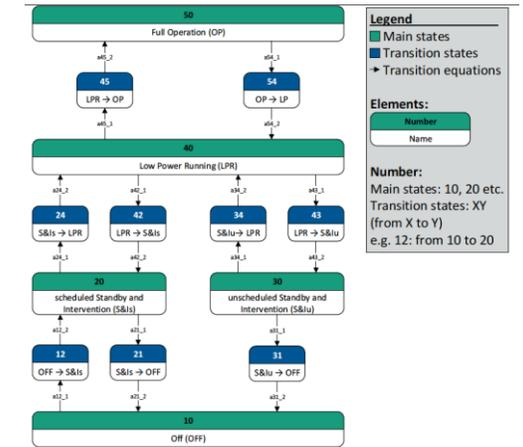 50
Full Operation (OP)
a45_2
a54_1
45
LPR → OP
54
OP → LP
a45_1
a54_2
40
Low Power Running (LPR)
a24_2
a42_1
a34_2
a43_1
24
S&Is → LPR
42
LPR → S&Is
34
S&Iu → LPR
43
LPR → S&Iu
a24_1
a42_2
a34_1
a43_2
20
scheduled Standby and
Intervention (S&Is)
30
unscheduled Standby and
Intervention (S&Iu)
a12_2
a21_1
a31_1
12
OFF → S&Is
21
S&Is → OFF
31
S&Iu → OFF
a12_1
a21_2
a31_2
10
Off (OFF)
Legend
Main states
Transition states
Transition equations
Elements:
Number
Name
Number:
Main states: 10, 20 etc.
Transition states: XY
(from X to Y)
e.g. 12: from 10 to 20